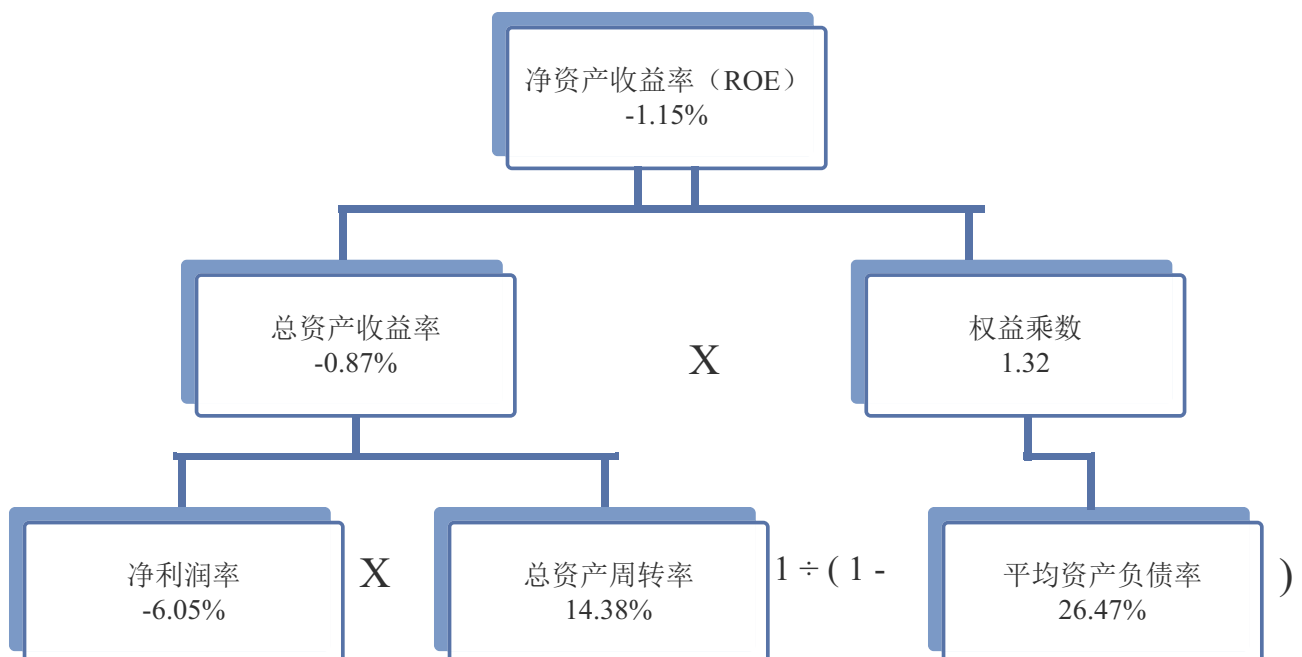 净资产收益率（ROE）
-1.15%
总资产收益率
-0.87%
X
权益乘数
1.32
净利润率
-6.05%
X
总资产周转率
14.38%
1 ÷ ( 1 -
平均资产负债率
26.47%
)